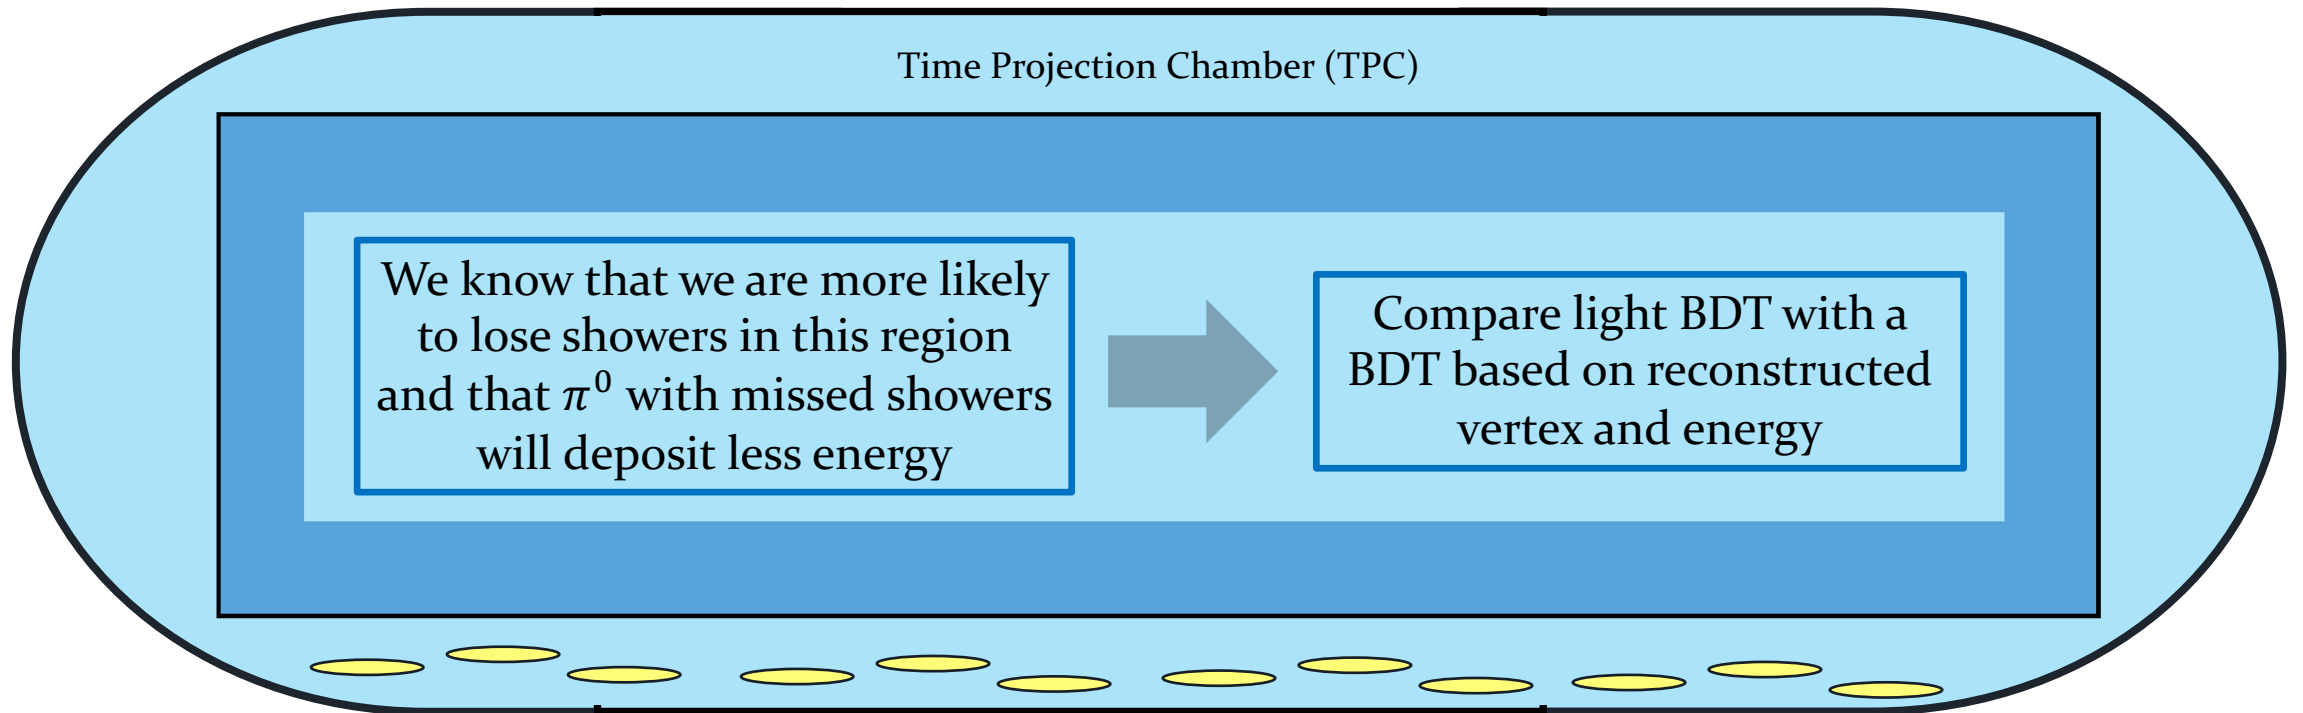 Time Projection Chamber (TPC)
We know that we are more likely
to lose showers in this region
and that π⁰ with missed showers
will deposit less energy
Compare light BDT with a
BDT based on reconstructed
vertex and energy